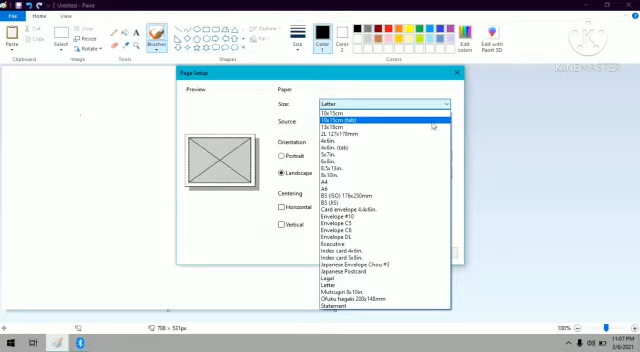 Untitled - Paint
File
Home
View
Paste
Cut
Copy
Select
Crop
Resize
Rotate
Brushes
Outline
Fill
Size
Color 1
Color 2
Edit colors
Edit with Paint 3D
Clipboard
Image
Tools
Shapes
Colors
KINEMASTER
Page Setup
Preview
Paper
Size:
Letter
Source:
Orientation
Portrait
Landscape
Centering
Horizontal
Vertical
10x15cm
10x15cm (tab)
13x18cm
2L 127x178mm
4x6in.
4x6in. (tab)
5x7in.
6x8in.
8.5x13in.
8x10in.
A4
A6
B5 (ISO) 176x250mm
B5 (JIS)
Card envelope 4.4x6in.
Envelope #10
Envelope C5
Envelope C6
Envelope DL
Executive
Index card 4x6in.
Index card 5x8in.
Japanese Envelope Chou #3
Japanese Postcard
Legal
Letter
Mutsugiri 8x10in.
Ofuku hagaki 200x148mm
Statement
708 × 531px
100%
11:07 PM
2/6/2021